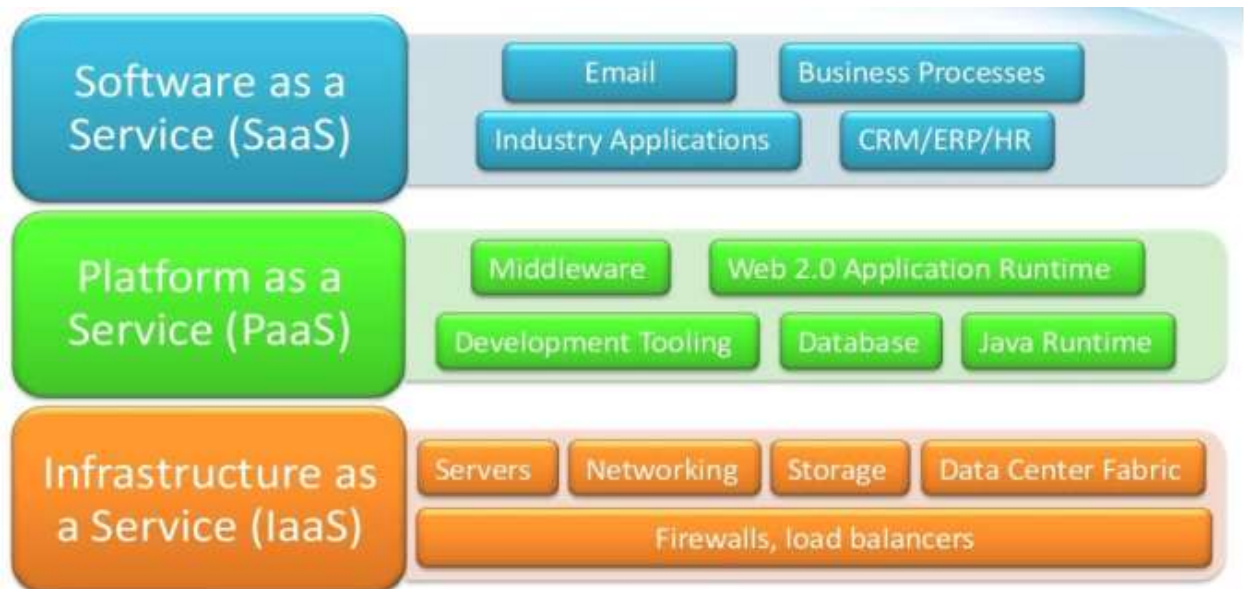 Software as a
Service (SaaS)
Email
Business Processes
Industry Applications
CRM/ERP/HR
Platform as a
Service (PaaS)
Middleware
Web 2.0 Application Runtime
Development Tooling
Database
Java Runtime
Infrastructure as
a Service (IaaS)
Servers
Networking
Storage
Data Center Fabric
Firewalls, load balancers